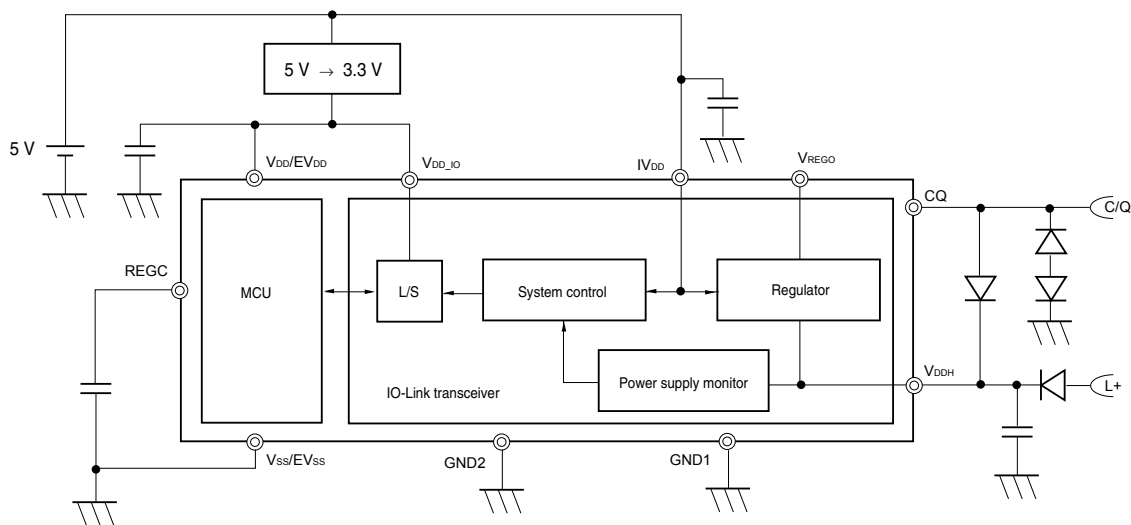 5 V → 3.3 V
5 V
VDD/EVDD
VDD_IO
IVDD
VREGO
CQ
C/Q
REGC
MCU
L/S
System control
Regulator
Power supply monitor
IO-Link transceiver
VDDH
L+
VSS/EVSS
GND2
GND1